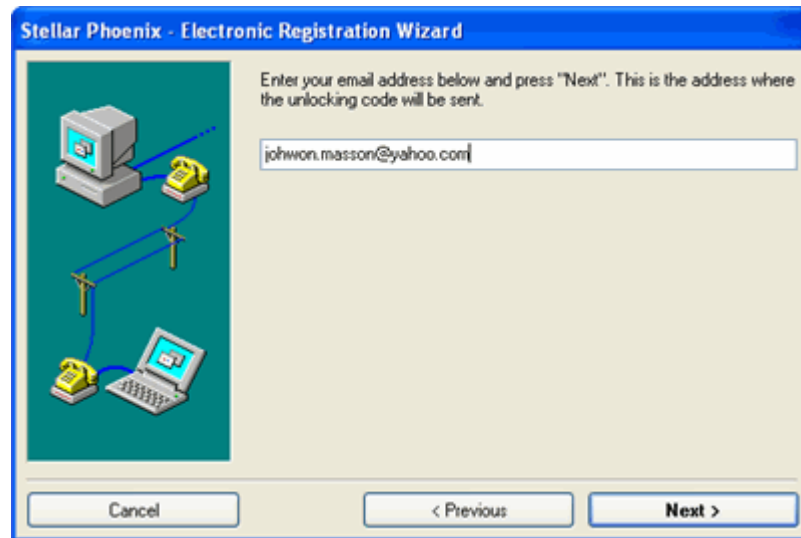 Stellar Phoenix - Electronic Registration Wizard
Enter your email address below and press "Next". This is the address where
the unlocking code will be sent.
johwon.masson@yahoo.com
Cancel
< Previous
Next >